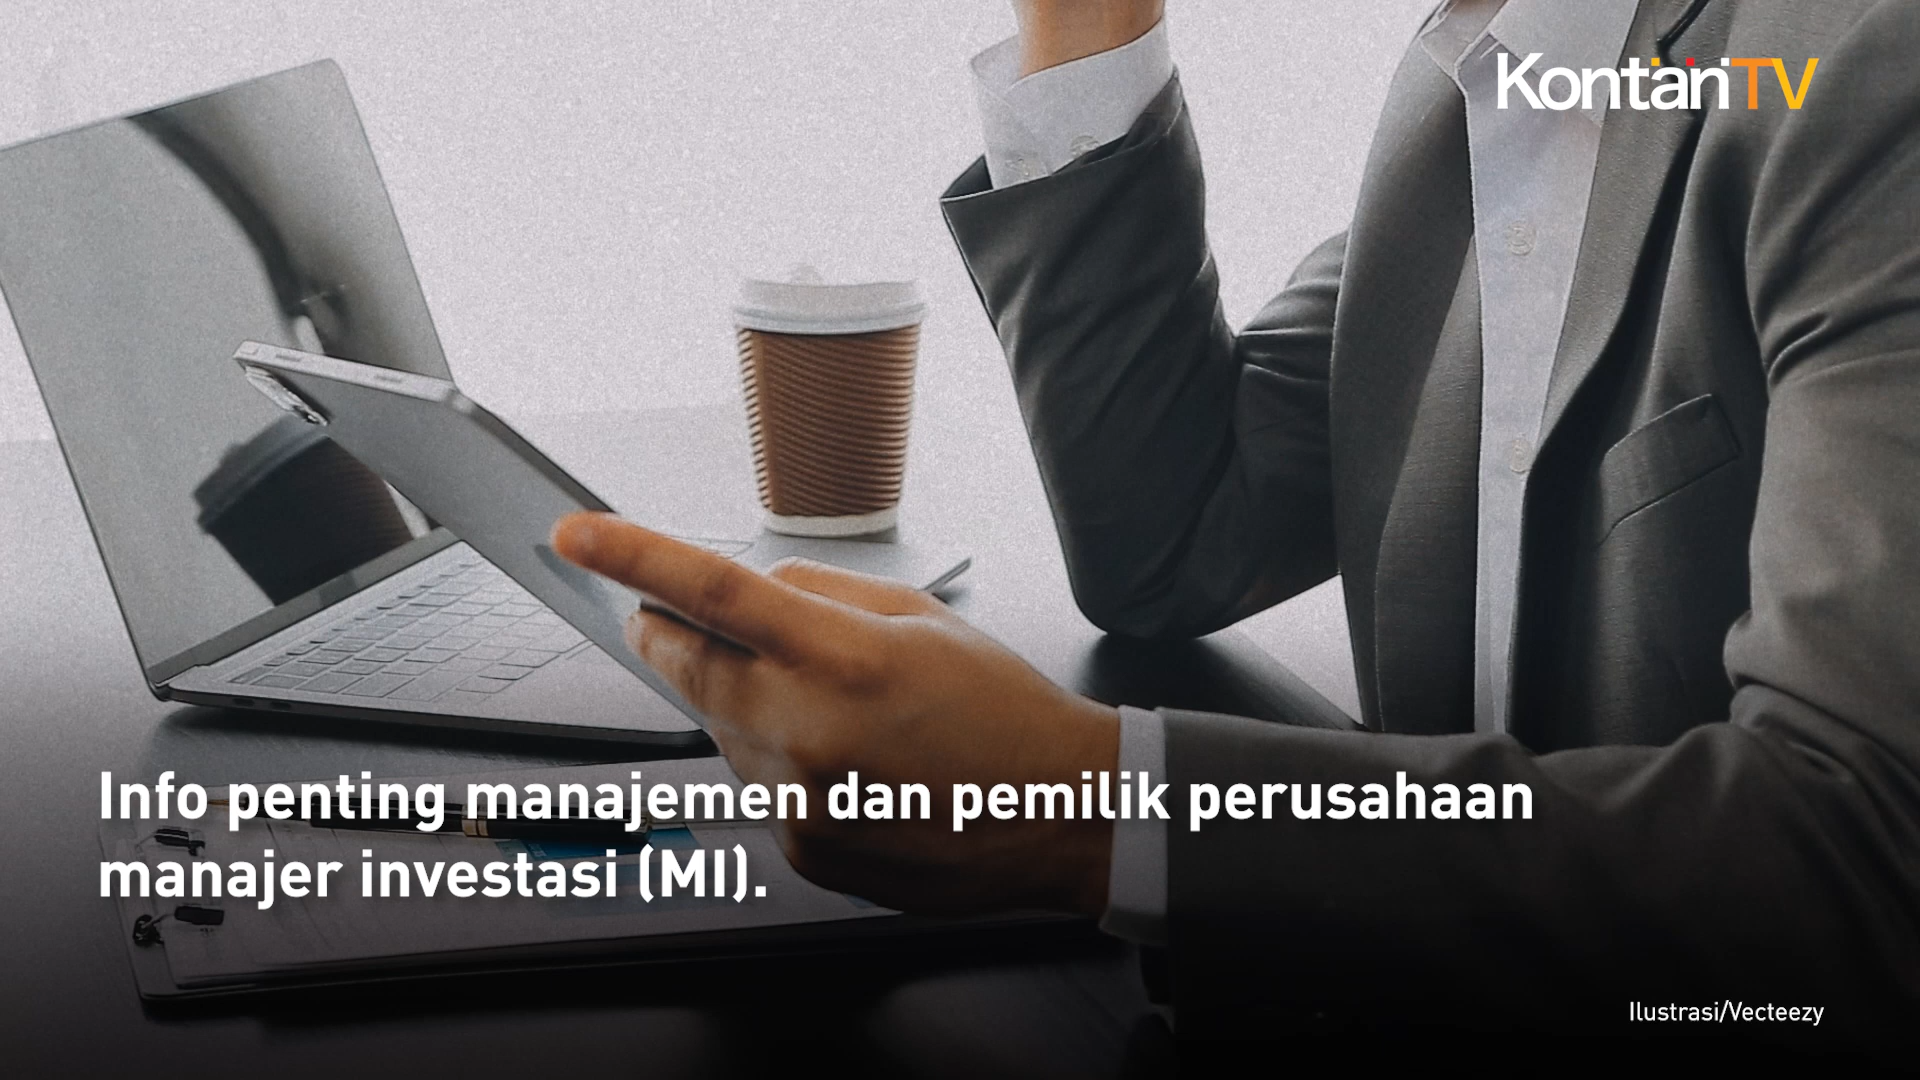 KontanTV
Info penting manajemen dan pemilik perusahaan
manajer investasi (MI).
Ilustrasi/Vecteezy